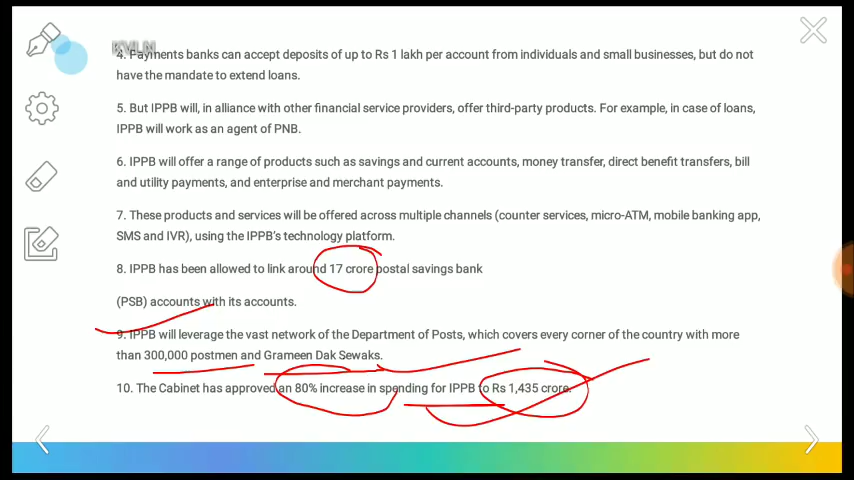 4. Payments banks can accept deposits of up to Rs 1 lakh per account from individuals and small businesses, but do not
have the mandate to extend loans.
5. But IPPB will, in alliance with other financial service providers, offer third-party products. For example, in case of loans,
IPPB will work as an agent of PNB.
6. IPPB will offer a range of products such as savings and current accounts, money transfer, direct benefit transfers, bill
and utility payments, and enterprise and merchant payments.
7. These products and services will be offered across multiple channels (counter services, micro-ATM, mobile banking app,
SMS and IVR), using the IPPB's technology platform.
8. IPPB has been allowed to link around 17 crore postal savings bank
(PSB) accounts with its accounts.
9. IPPB will leverage the vast network of the Department of Posts, which covers every corner of the country with more
than 300,000 postmen and Grameen Dak Sewaks.
10. The Cabinet has approved an 80% increase in spending for IPPB to Rs 1,435 crore.